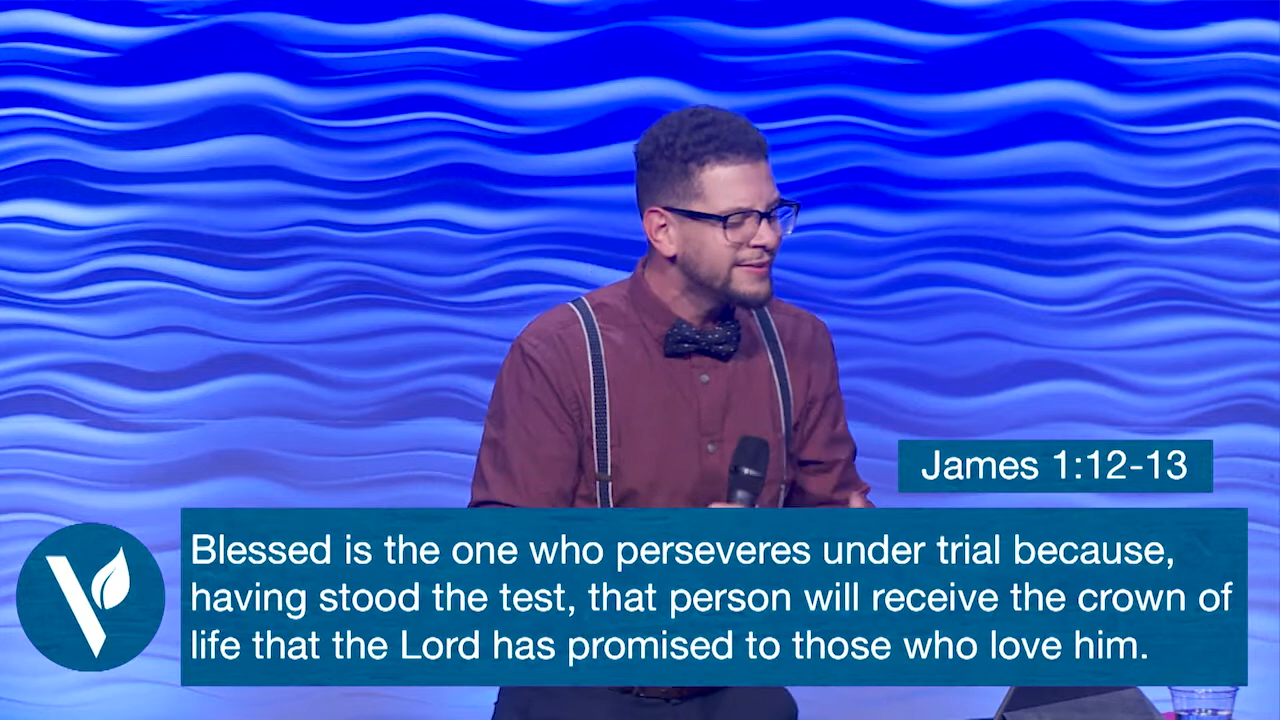 James 1:12-13
Blessed is the one who perseveres under trial because,
having stood the test, that person will receive the crown of
life that the Lord has promised to those who love him.